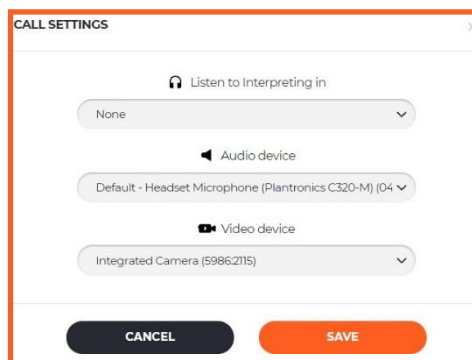 CALL SETTINGS
Listen to Interpreting in
None
Audio device
Default - Headset Microphone (Plantronics C320-M) (04
Video device
Integrated Camera (5986:2115)
CANCEL SAVE